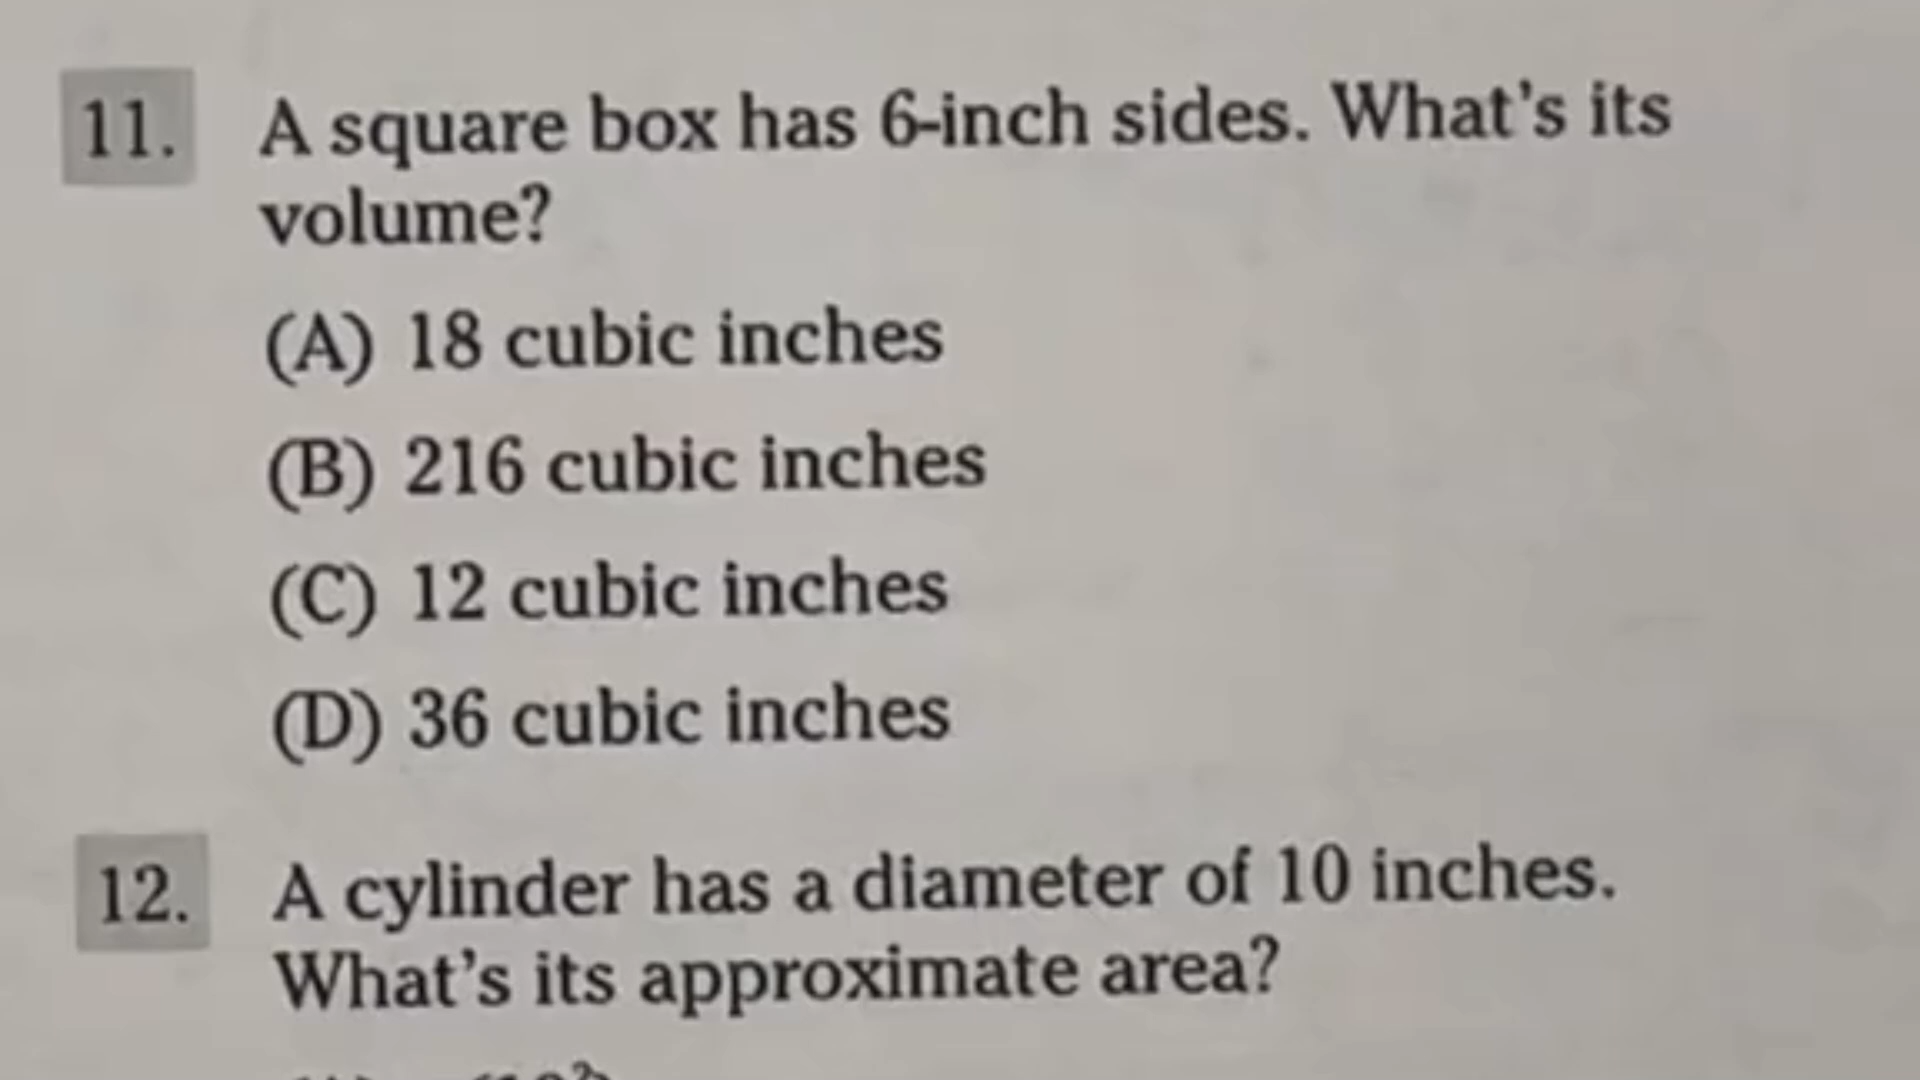 11. A square box has 6-inch sides. What's its
volume?
(A) 18 cubic inches
(B) 216 cubic inches
(C) 12 cubic inches
(D) 36 cubic inches
12. A cylinder has a diameter of 10 inches.
What's its approximate area?